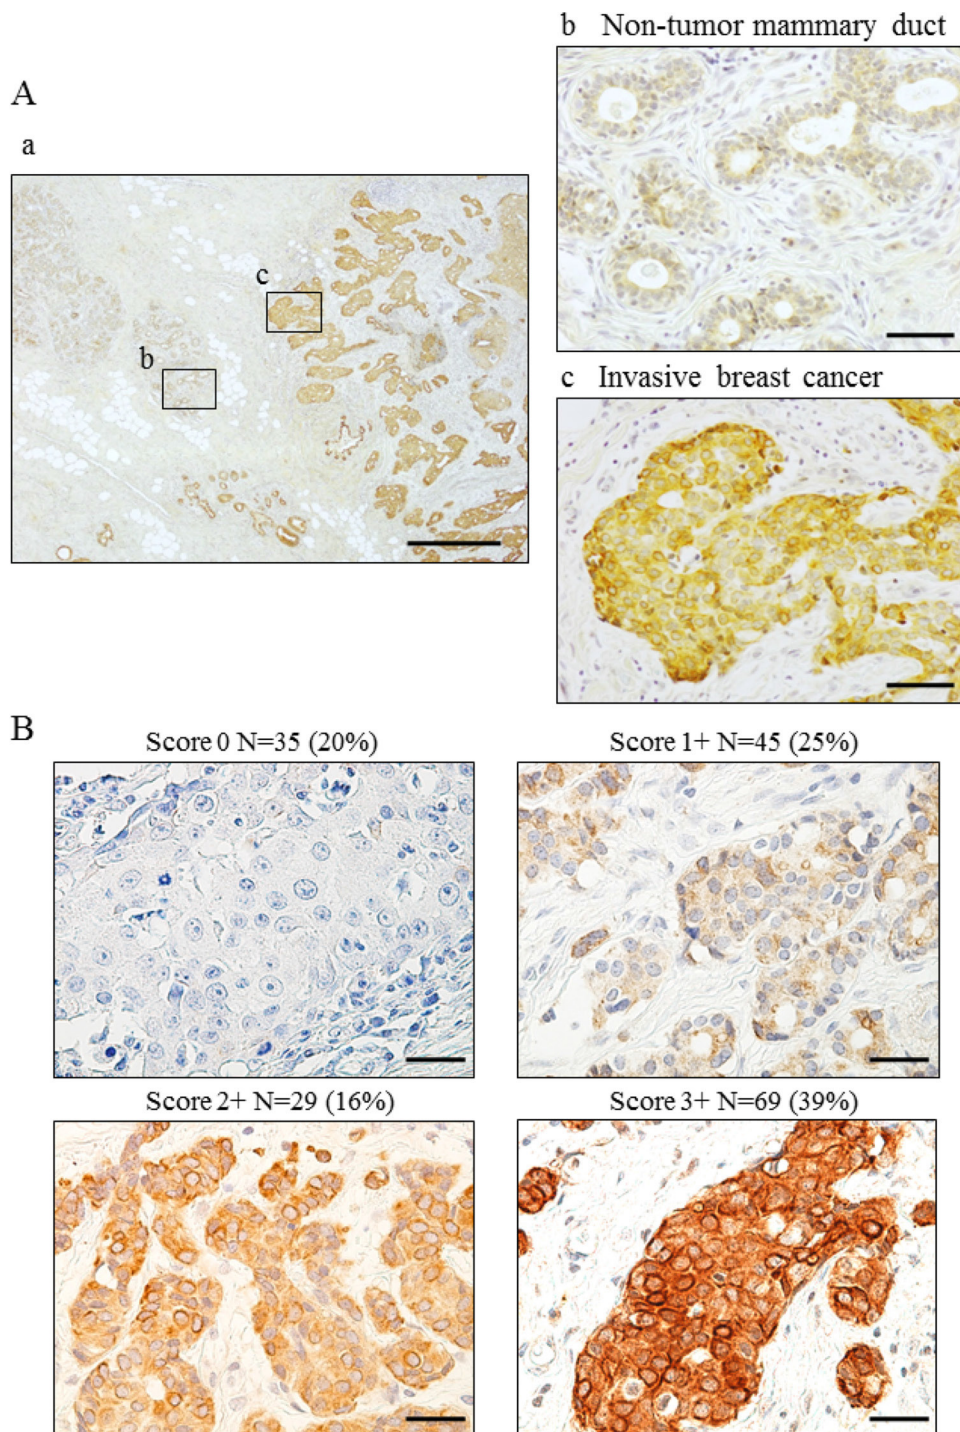 A
a
b
c
b Non-tumor mammary duct
c Invasive breast cancer
B
Score 0 N=35 (20%)
Score 1+ N=45 (25%)
Score 2+ N=29 (16%)
Score 3+ N=69 (39%)